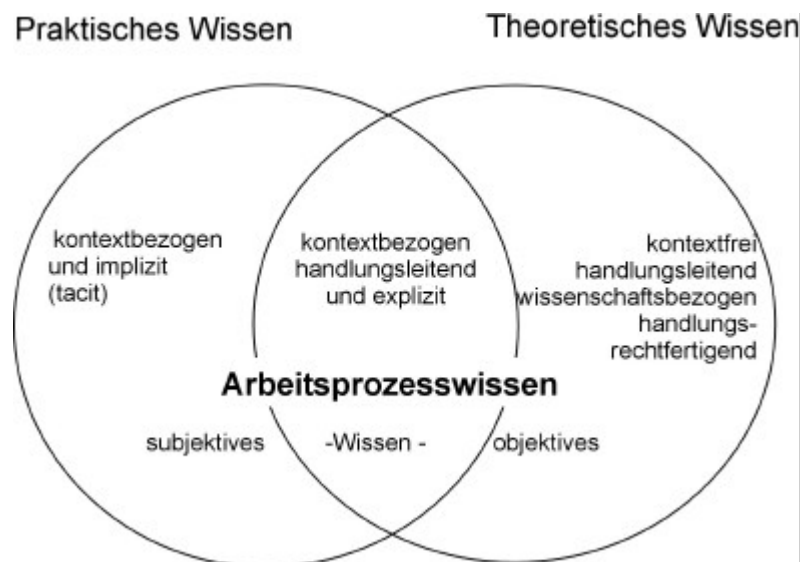 Praktisches Wissen
Theoretisches Wissen
kontextbezogen
und implizit
(tacit)
kontextbezogen
handlungsleitend
und explizit
kontextfrei
handlungsleitend
wissenschaftsbezogen
handlungs-
rechtfertigend
Arbeitsprozesswissen
subjektives
-Wissen -
objektives